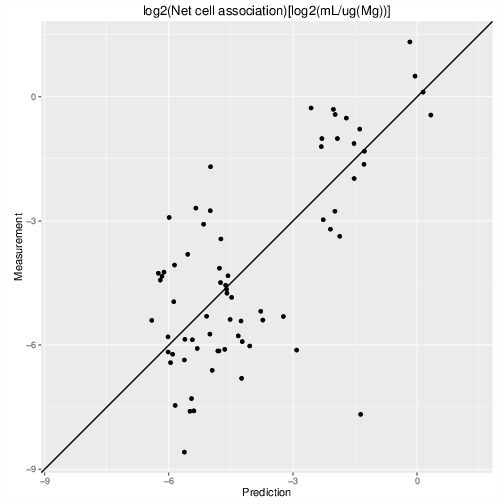 log2(Net cell association)[log2(mL/ug(Mg))]
Measurement
0
−3
−6
−9
−9
−6
−3
0
Prediction